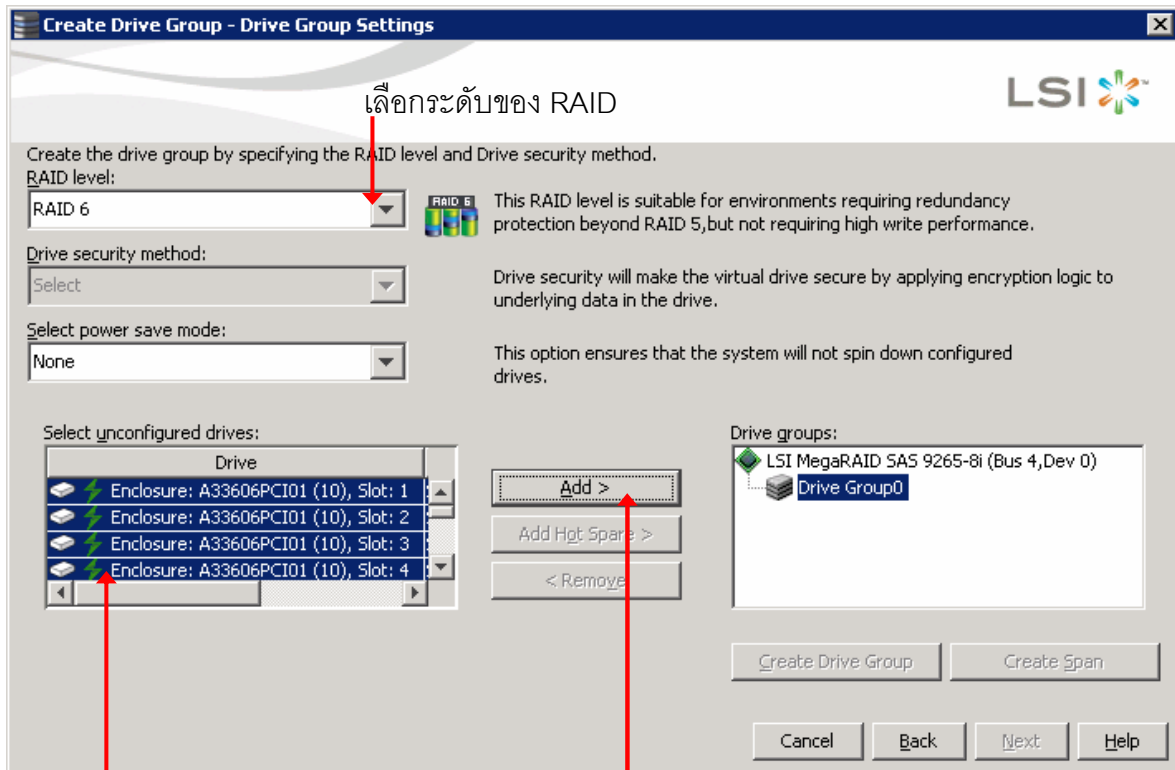 Create Drive Group - Drive Group Settings
LSI
เลือกระดับของ RAID
Create the drive group by specifying the RAID level and Drive security method.
RAID level:
RAID 6
RAID 6
This RAID level is suitable for environments requiring redundancy
protection beyond RAID 5,but not requiring high write performance.
Drive security method:
Select
Drive security will make the virtual drive secure by applying encryption logic to
underlying data in the drive.
Select power save mode:
None
This option ensures that the system will not spin down configured
drives.
Select unconfigured drives:
Drive
Enclosure: A33606PCI01 (10), Slot: 1
Enclosure: A33606PCI01 (10), Slot: 2
Enclosure: A33606PCI01 (10), Slot: 3
Enclosure: A33606PCI01 (10), Slot: 4
Add >
Add Hot Spare >
< Remove
Drive groups:
LSI MegaRAID SAS 9265-8i (Bus 4,Dev 0)
Drive Group0
Create Drive Group
Create Span
Cancel
Back
Next
Help